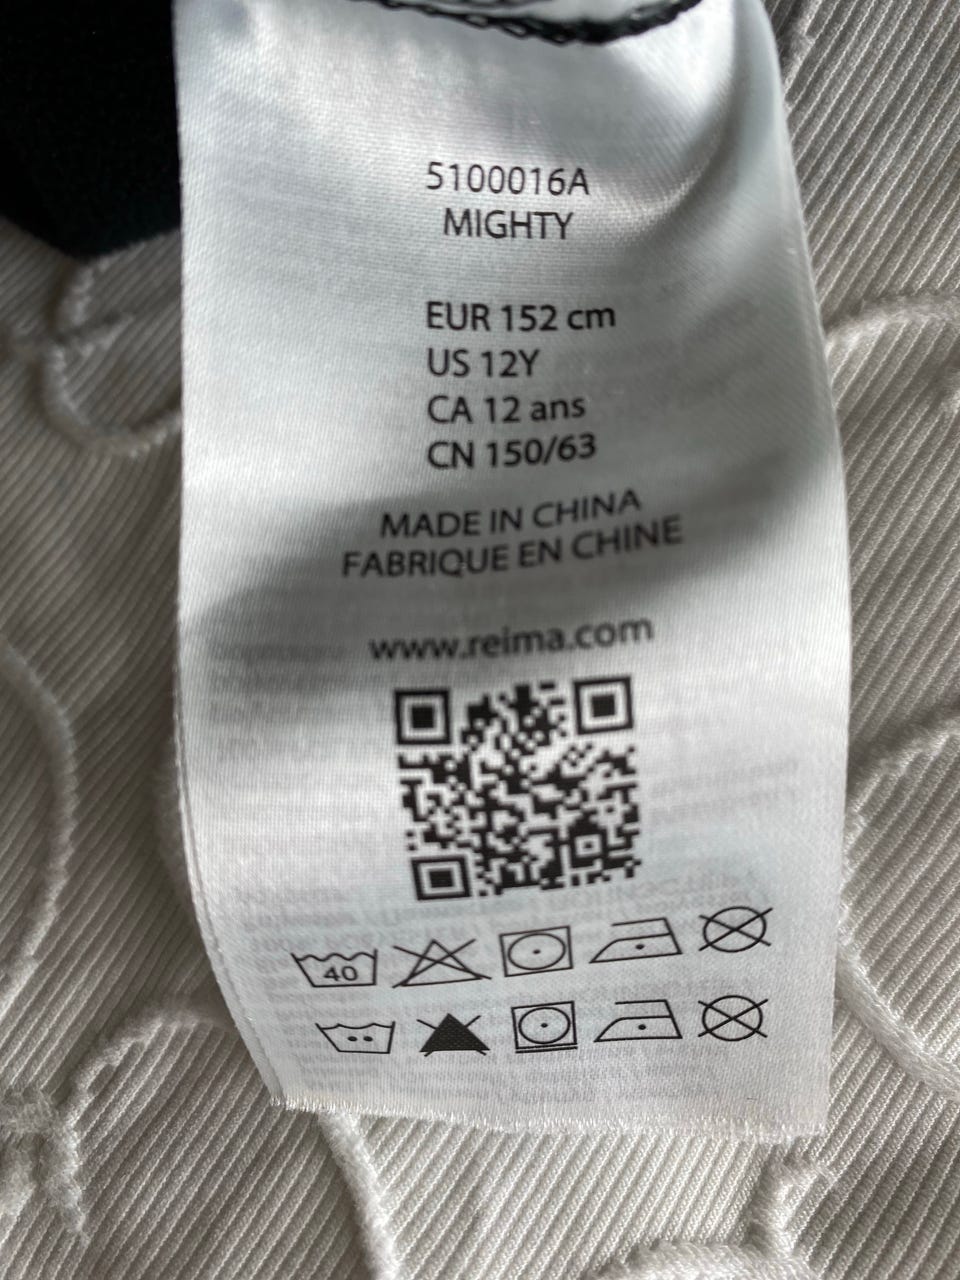 5100016A
MIGHTY
EUR 152 cm
US 12Y
CA 12 ans
CN 150/63
MADE IN CHINA
FABRIQUE EN CHINE
www.reima.com
40